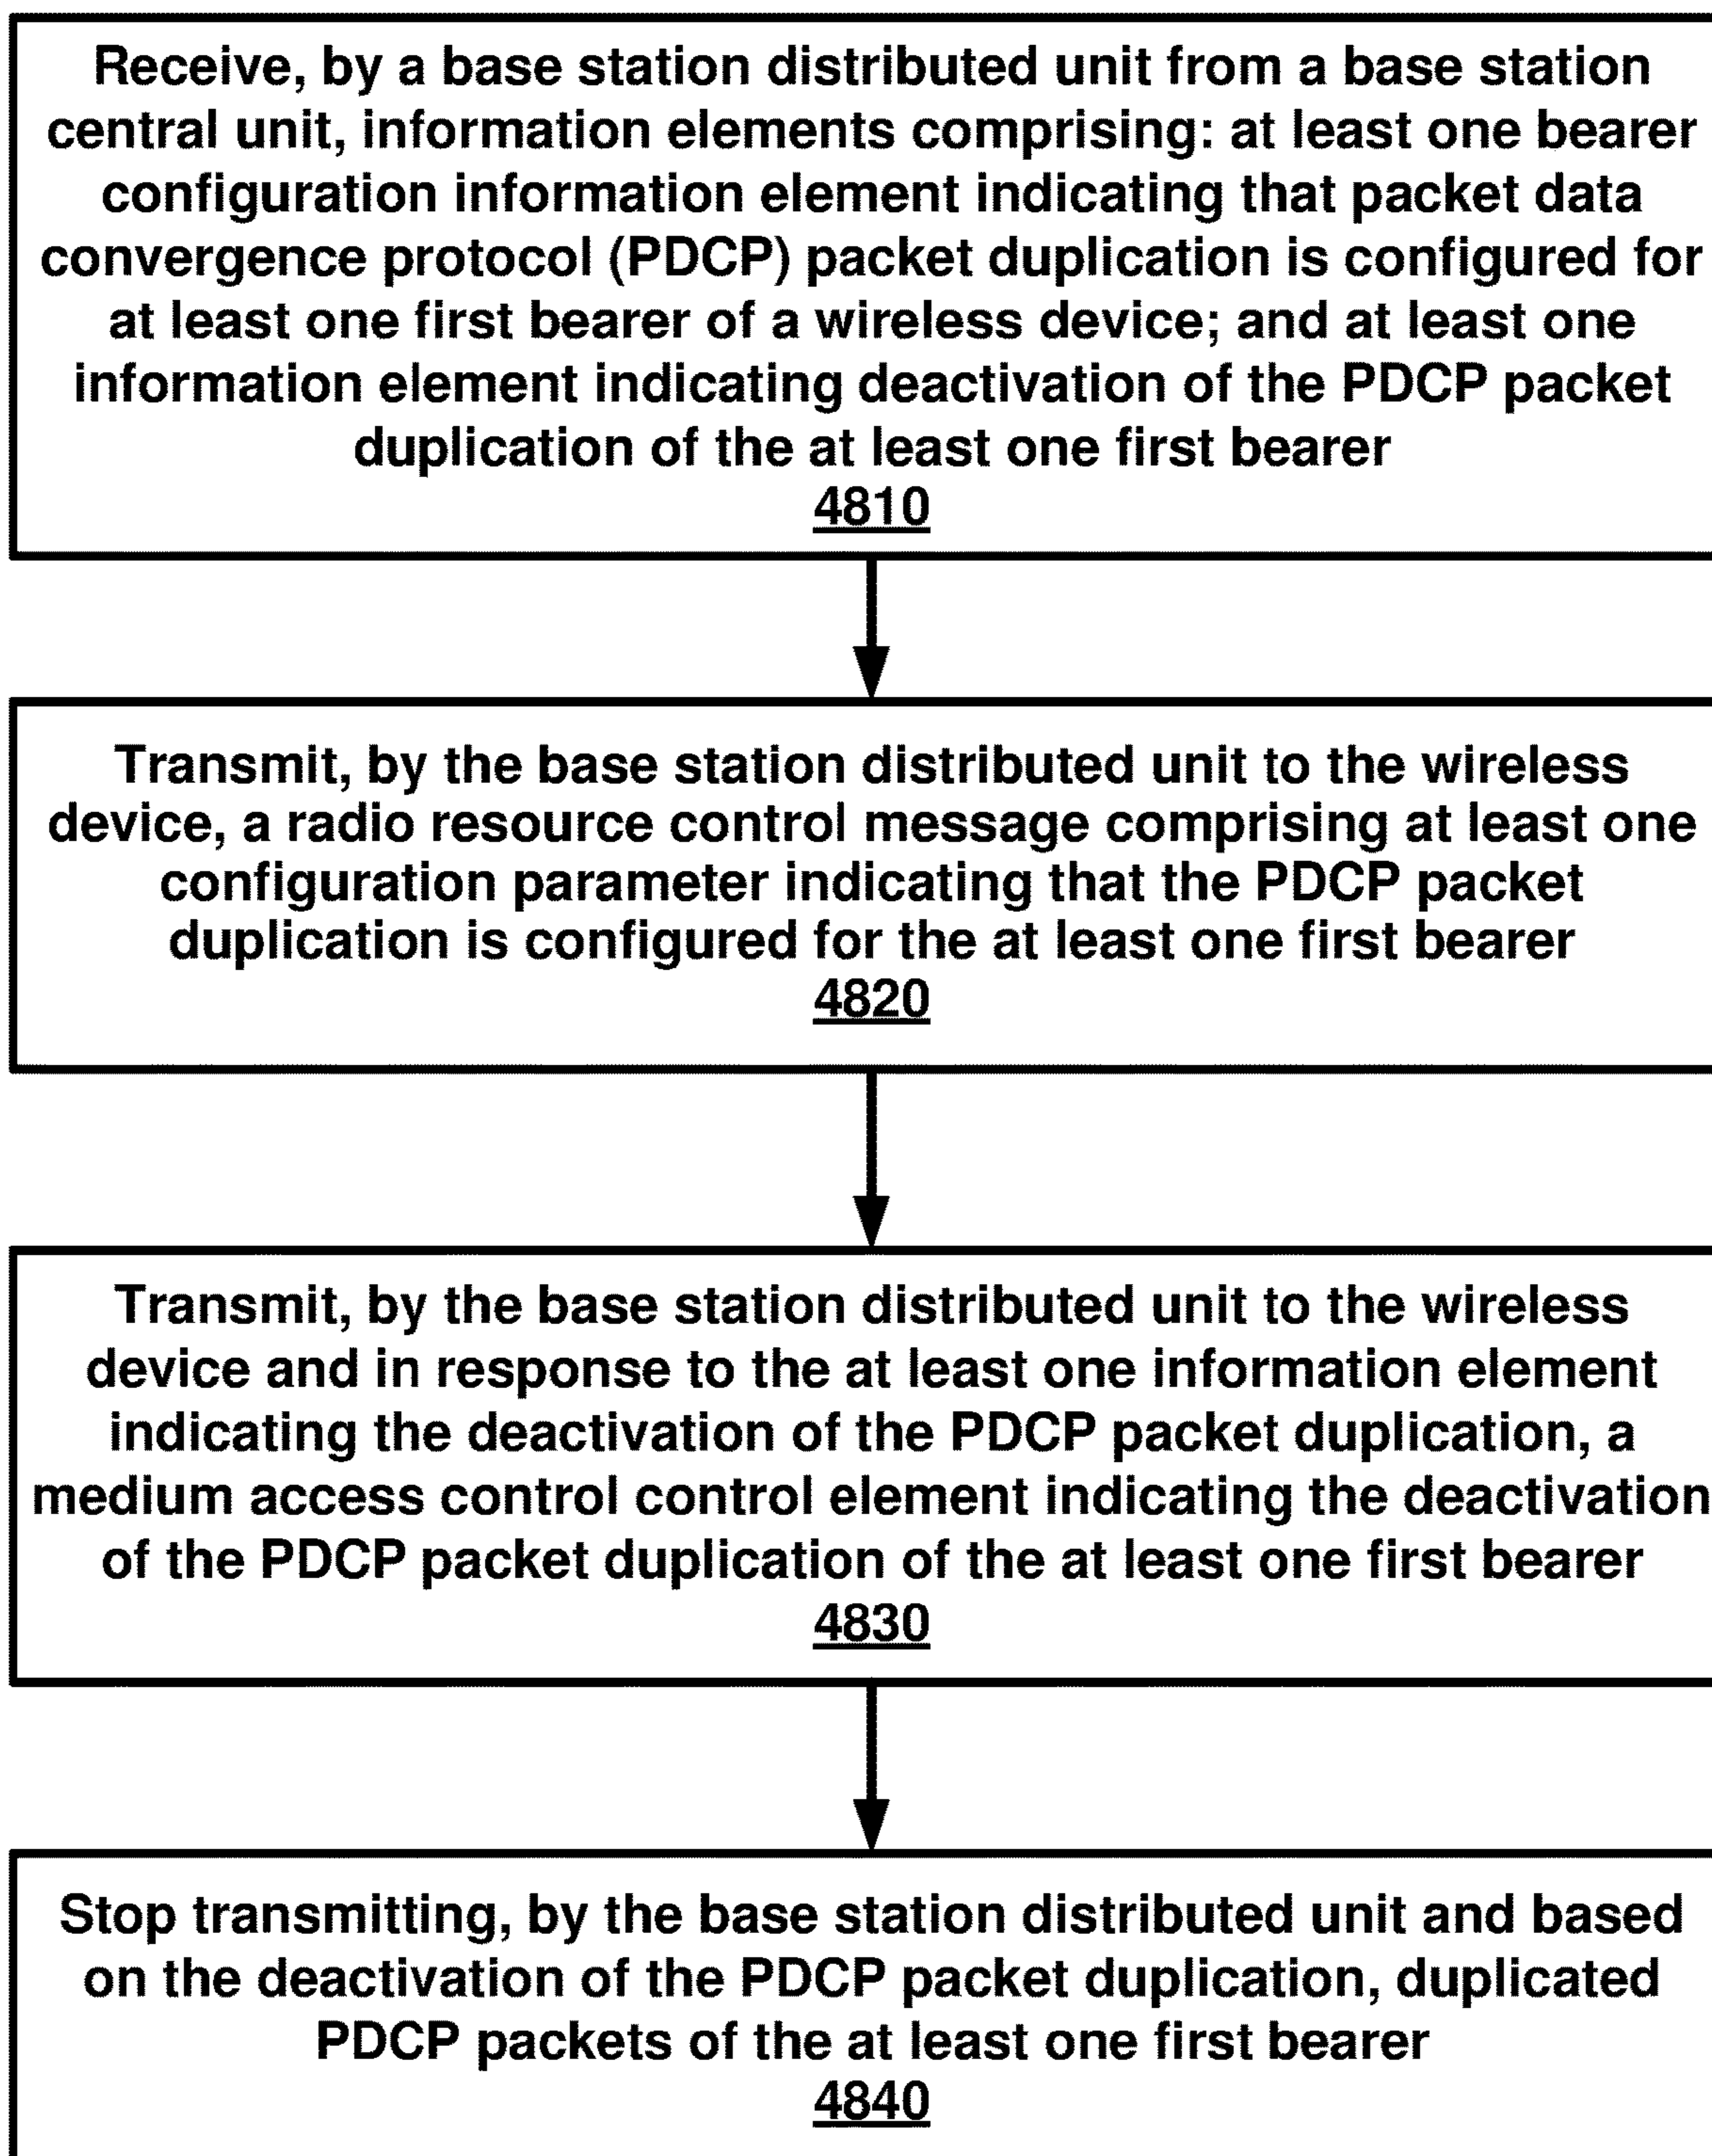 Receive, by a base station distributed unit from a base station
central unit, information elements comprising: at least one bearer
configuration information element indicating that packet data
convergence protocol (PDCP) packet duplication is configured for
at least one first bearer of a wireless device; and at least one
information element indicating deactivation of the PDCP packet
duplication of the at least one first bearer
4810
Transmit, by the base station distributed unit to the wireless
device, a radio resource control message comprising at least one
configuration parameter indicating that the PDCP packet
duplication is configured for the at least one first bearer
4820
Transmit, by the base station distributed unit to the wireless
device and in response to the at least one information element
indicating the deactivation of the PDCP packet duplication, a
medium access control control element indicating the deactivation
of the PDCP packet duplication of the at least one first bearer
4830
Stop transmitting, by the base station distributed unit and based
on the deactivation of the PDCP packet duplication, duplicated
PDCP packets of the at least one first bearer
4840